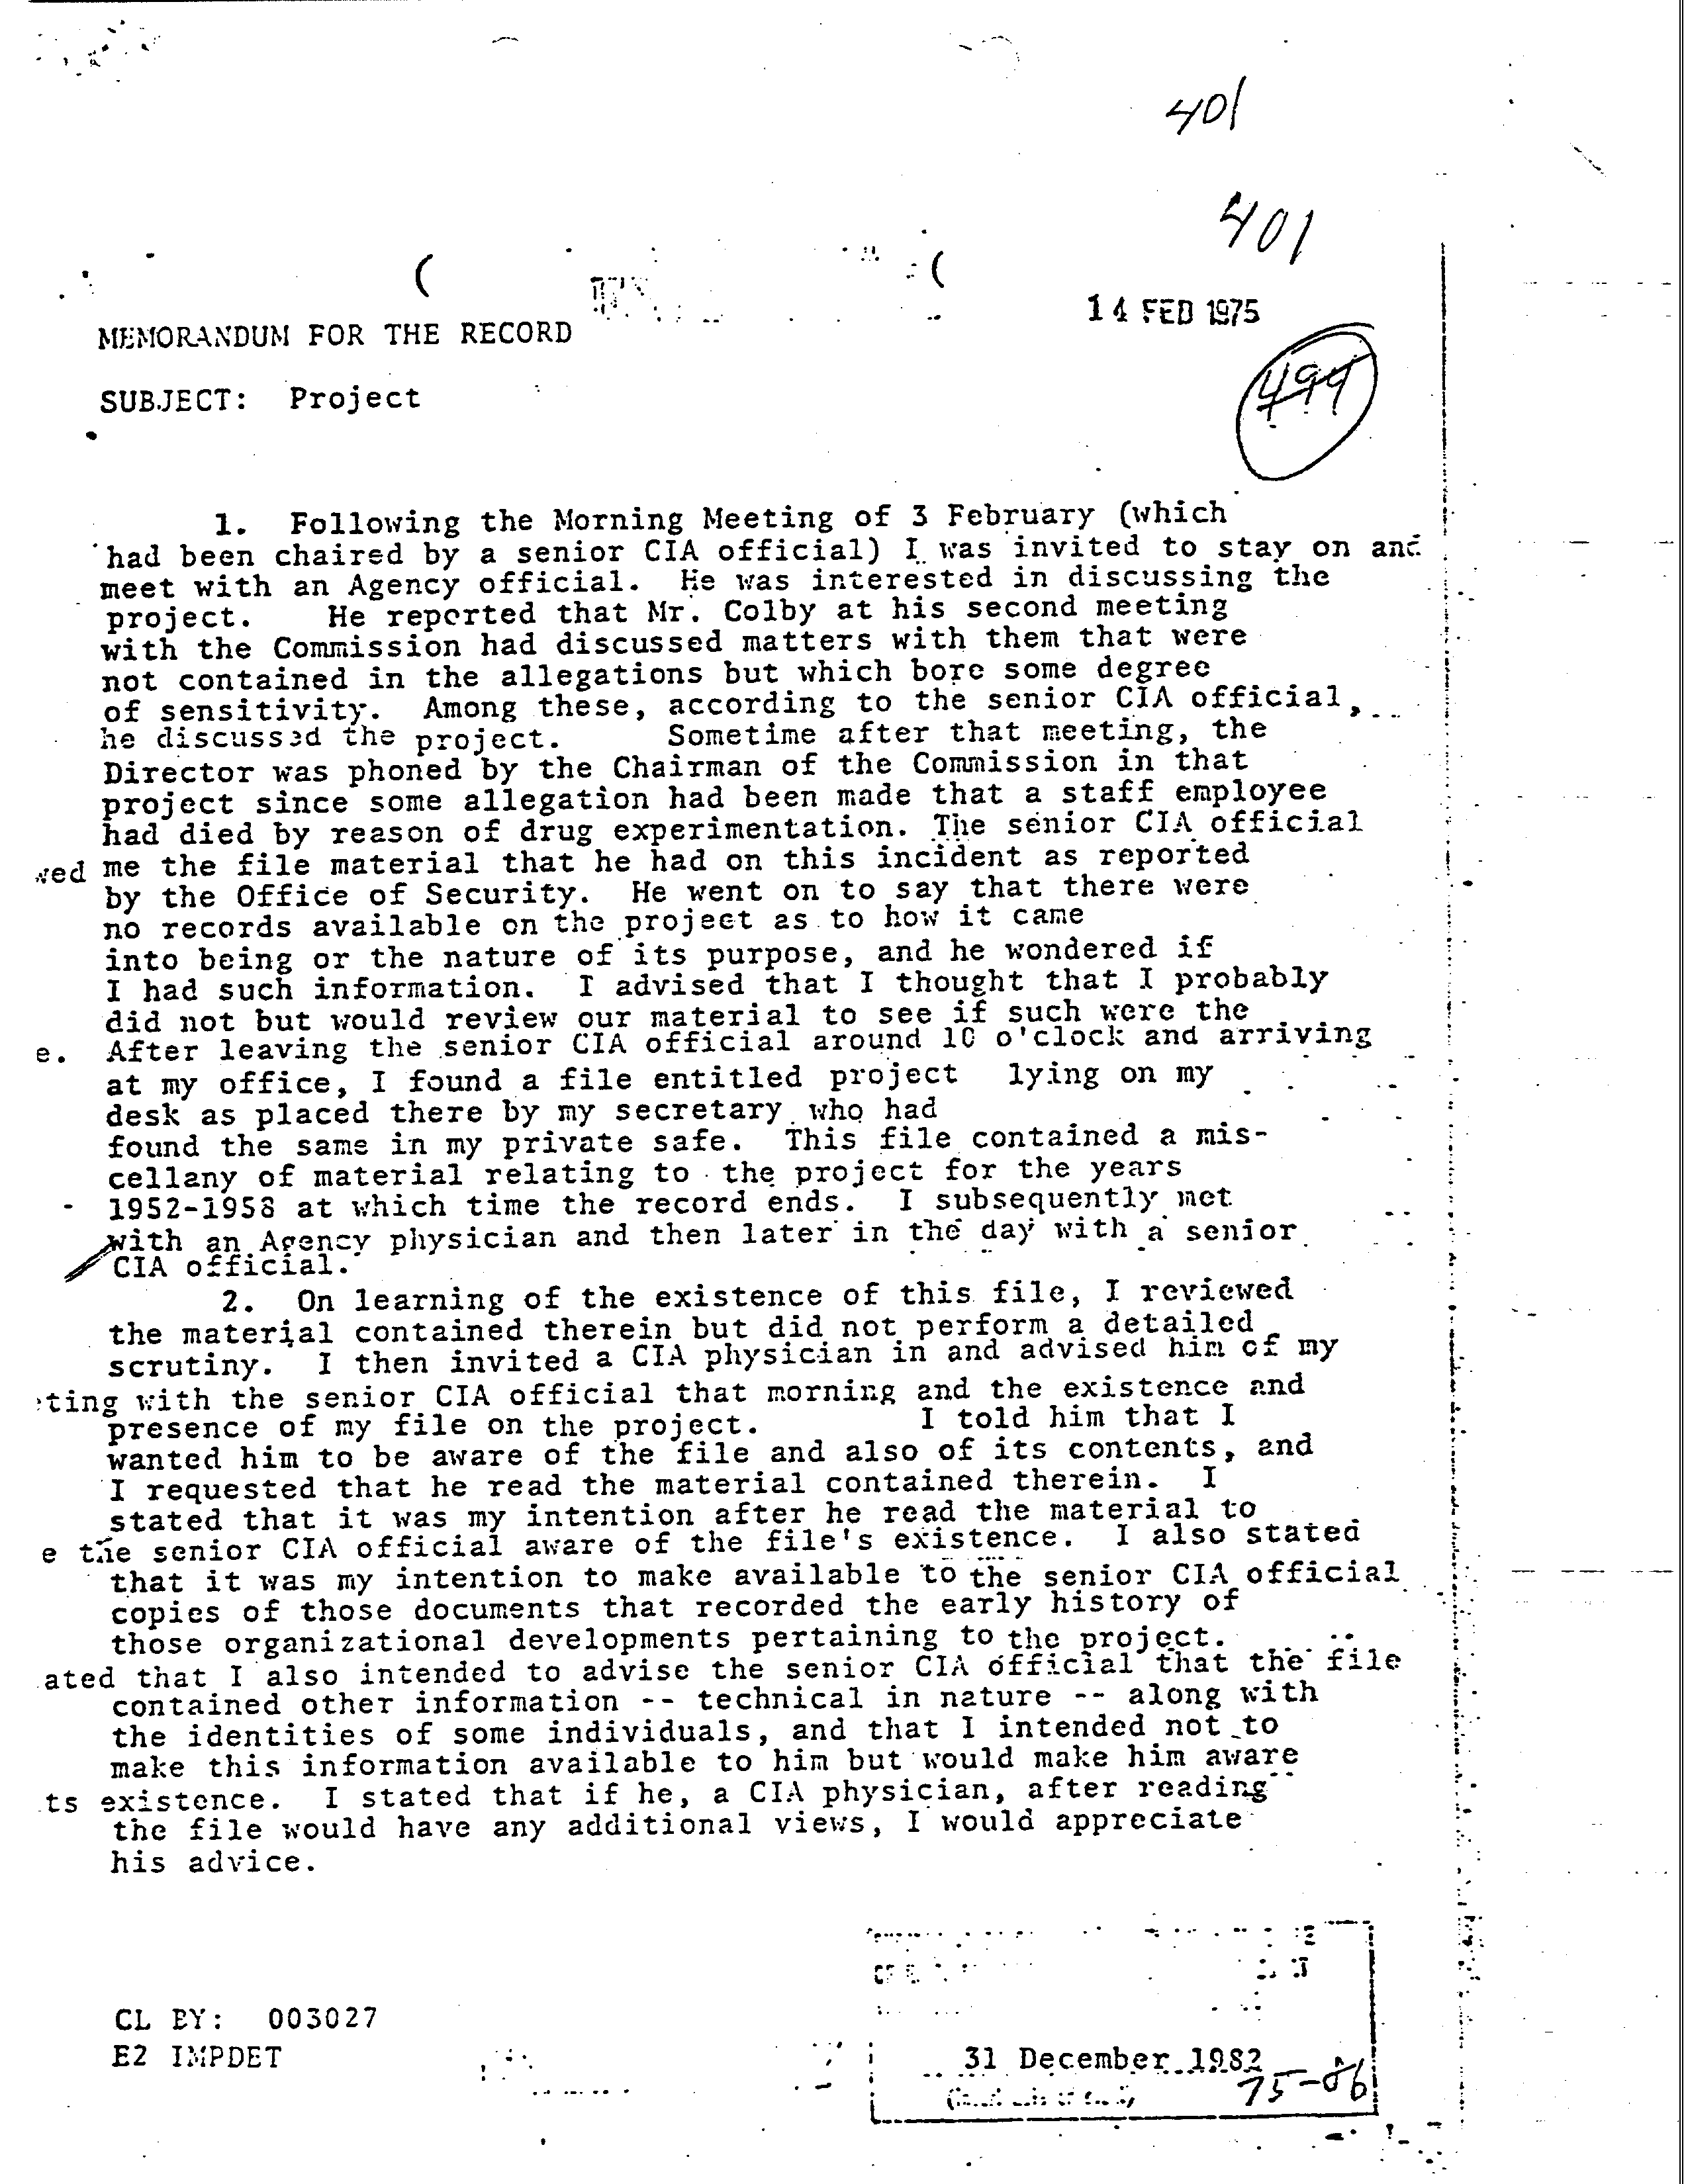 401
401
14 FEB 1975
MEMORANDUM FOR THE RECORD
499
SUBJECT: Project
1. Following the Morning Meeting of 3 February (which
had been chaired by a senior CIA official) I was invited to stay on and
meet with an Agency official. He was interested in discussing the
project. He reported that Mr. Colby at his second meeting
with the Commission had discussed matters with them that were
not contained in the allegations but which bore some degree
of sensitivity. Among these, according to the senior CIA official,
he discussed the project. Sometime after that meeting, the
Director was phoned by the Chairman of the Commission in that
project since some allegation had been made that a staff employee
had died by reason of drug experimentation. The senior CIA official
wed me the file material that he had on this incident as reported
by the Office of Security. He went on to say that there were
no records available on the project as to how it came
into being or the nature of its purpose, and he wondered if
I had such information. I advised that I thought that I probably
did not but would review our material to see if such were the
e. After leaving the senior CIA official around 10 o'clock and arriving
at my office, I found a file entitled project lying on my
desk as placed there by my secretary who had
found the same in my private safe. This file contained a mis-
cellany of material relating to the project for the years
1952-1958 at which time the record ends. I subsequently met
with an Agency physician and then later in the day with a senior
CIA official.
2. On learning of the existence of this file, I reviewed
the material contained therein but did not perform a detailed
scrutiny. I then invited a CIA physician in and advised him of my
eting with the senior CIA official that morning and the existence and
presence of my file on the project. I told him that I
wanted him to be aware of the file and also of its contents, and
I requested that he read the material contained therein. I
stated that it was my intention after he read the material to
e the senior CIA official aware of the file's existence. I also stated
that it was my intention to make available to the senior CIA official
copies of those documents that recorded the early history of
those organizational developments pertaining to the project.
ated that I also intended to advise the senior CIA official that the file
contained other information -- technical in nature -- along with
the identities of some individuals, and that I intended not to
make this information available to him but would make him aware
ts existence. I stated that if he, a CIA physician, after reading
the file would have any additional views, I would appreciate
his advice.
CL BY: 003027
E2 IMPDET
31 December 1982
75-06